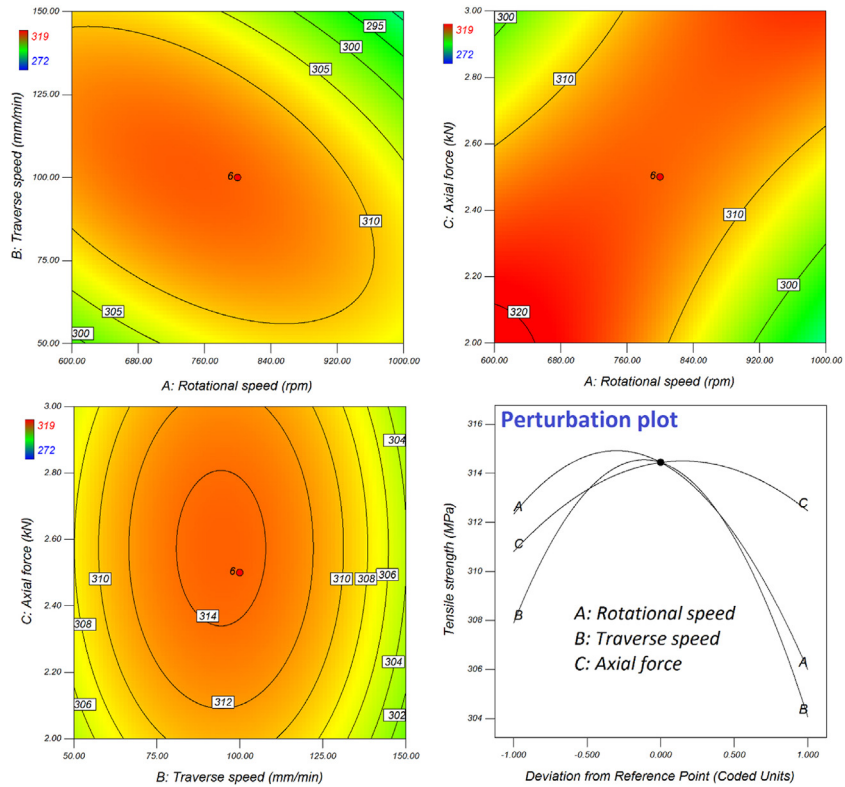 150.00
125.00
100.00
75.00
50.00
600.00 680.00 760.00 840.00 920.00 1000.00
B: Traverse speed (mm/min)
A: Rotational speed (rpm)
319
272
295
300
305
310
6
305
300
3.00
2.80
2.60
2.40
2.20
2.00
600.00 680.00 760.00 840.00 920.00 1000.00
C: Axial force (kN)
A: Rotational speed (rpm)
319
272
300
310
6
310
300
320
3.00
2.80
2.60
2.40
2.20
2.00
50.00 75.00 100.00 125.00 150.00
C: Axial force (kN)
B: Traverse speed (mm/min)
319
272
304
6
310 310 308 306
314
308
304
306 312 302
Perturbation plot
316
314
312
310
308
306
304
-1.000 -0.500 0.000 0.500 1.000
Tensile strength (MPa)
Deviation from Reference Point (Coded Units)
A
C
B
C
A
B
A: Rotational speed
B: Traverse speed
C: Axial force